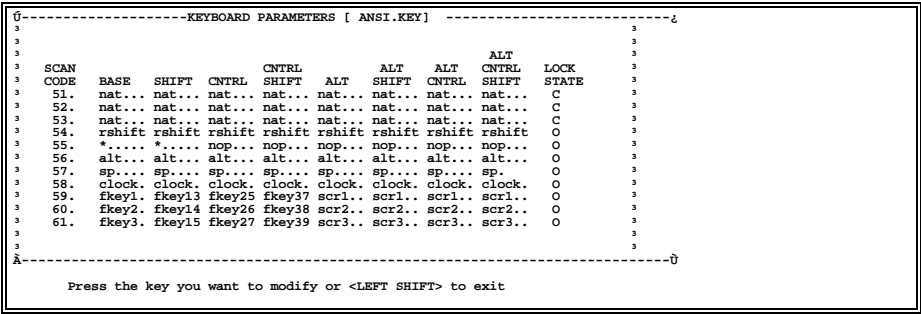 Ú--------------------KEYBOARD PARAMETERS [ ANSI.KEY]  ---------------------------¿
³ ³
³ ³
³ ALT ³
³ SCAN CNTRL ALT ALT CNTRL LOCK ³
³ CODE BASE SHIFT CNTRL SHIFT ALT SHIFT CNTRL SHIFT STATE ³
³ 51. nat... nat... nat... nat... nat... nat... nat... nat... C ³
³ 52. nat... nat... nat... nat... nat... nat... nat... nat... C ³
³ 53. nat... nat... nat... nat... nat... nat... nat... nat... C ³
³ 54. rshift rshift rshift rshift rshift rshift rshift rshift O ³
³ 55. *..... *..... nop... nop... nop... nop... nop... nop... O ³
³ 56. alt... alt... alt... alt... alt... alt... alt... alt... O ³
³ 57. sp.... sp.... sp.... sp.... sp.... sp.... sp.... sp. O ³
³ 58. clock. clock. clock. clock. clock. clock. clock. clock. O ³
³ 59. fkey1. fkey13 fkey25 fkey37 scr1.. scr1.. scr1.. scr1.. O ³
³ 60. fkey2. fkey14 fkey26 fkey38 scr2.. scr2.. scr2.. scr2.. O ³
³ 61. fkey3. fkey15 fkey27 fkey39 scr3.. scr3.. scr3.. scr3.. O ³
³ ³
³ ³
À--------------------------------------------------------------------------------Ù
Press the key you want to modify or <LEFT SHIFT> to exit